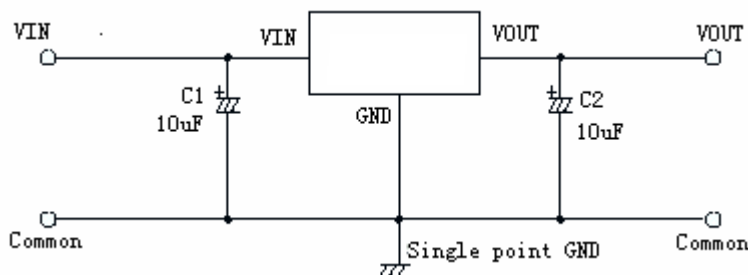 VIN
VIN
VOUT
VOUT
C1
10uF
GND
C2
10uF
Common
Single point GND
Common